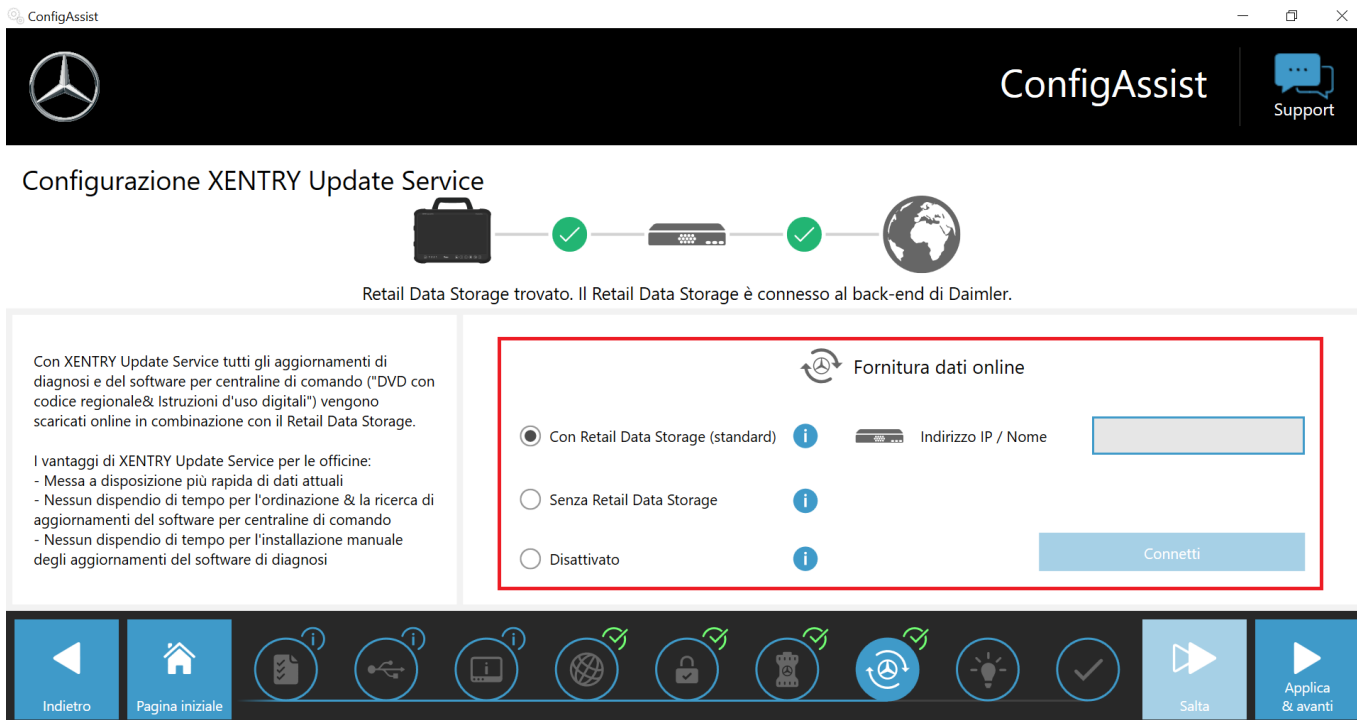 ConfigAssist
ConfigAssist
Support
Configurazione XENTRY Update Service
Retail Data Storage trovato. Il Retail Data Storage è connesso al back-end di Daimler.
Con XENTRY Update Service tutti gli aggiornamenti di
diagnosi e del software per centraline di comando ("DVD con
codice regionale& Istruzioni d'uso digitali") vengono
scaricati online in combinazione con il Retail Data Storage.
I vantaggi di XENTRY Update Service per le officine:
- Messa a disposizione più rapida di dati attuali
- Nessun dispendio di tempo per l'ordinazione & la ricerca di
aggiornamenti del software per centraline di comando
- Nessun dispendio di tempo per l'installazione manuale
degli aggiornamenti del software di diagnosi
Fornitura dati online
Con Retail Data Storage (standard)
Indirizzo IP / Nome
Senza Retail Data Storage
Disattivato
Connetti
Indietro
Pagina iniziale
Salta
Applica
& avanti